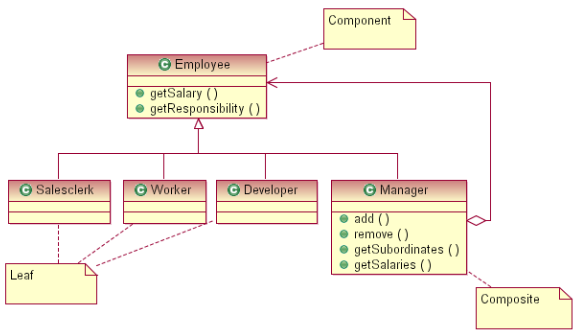 Component
C Employee
getSalary ( )
getResponsibility ( )
C Salesclerk
C Worker
C Developer
C Manager
add ( )
remove ( )
getSubordinates ( )
getSalaries ( )
Leaf
Composite